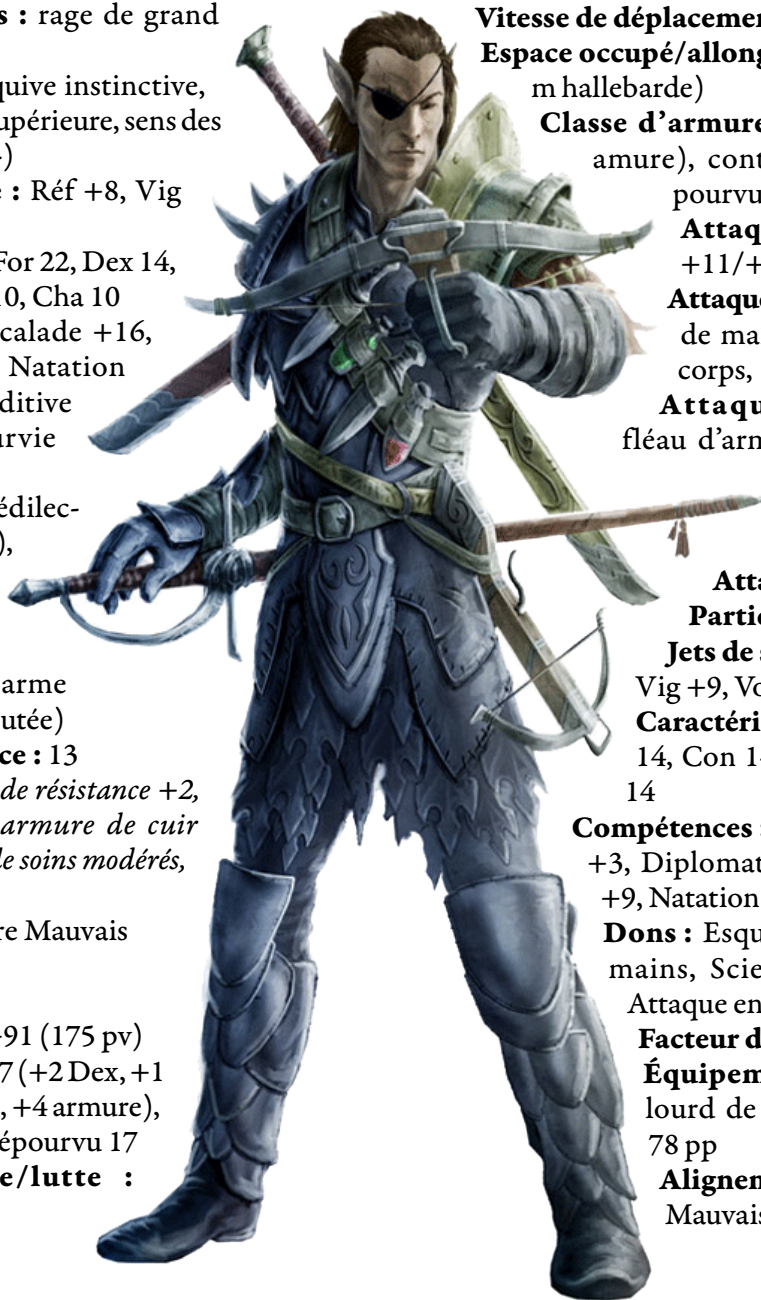 s : rage de grand
quive instinctive,
upérieure, sens des
)
: Réf +8, Vig
For 22, Dex 14,
10, Cha 10
calade +16,
Natation
ditive
urvie
édilec-
),
arme
utée)
ce : 13
de résistance +2,
armure de cuir
de soins modérés,
re Mauvais
91 (175 pv)
7 (+2 Dex, +1
, +4 armure),
épourvu 17
e/lutte :
Vitesse de déplacemen
Espace occupé/allong
m hallebarde)
Classe d’armure
amure), cont
pourvu
Attaq
+11/+
Attaque
de ma
corps,
Attaqu
fléau d’arn
Atta
Partic
Jets de s
Vig +9, Vo
Caractéri
14, Con 14
14
Compétences :
+3, Diplomat
+9, Natation
Dons : Esqu
mains, Scie
Attaque en
Facteur d
Équipem
lourd de
78 pp
Alignem
Mauvais